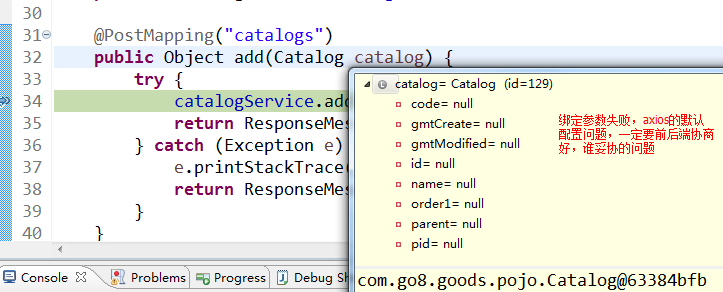 30
31 @PostMapping("catalogs")
32 public Object add(Catalog catalog) {
33 try {
34 catalogService.add
35 return ResponseMes
36 } catch (Exception e)
37 e.printStackTrace(
38 return ResponseMes
39 }
40 }
catalog= Catalog (id=129)
code= null
gmtCreate= null
gmtModified= null
id= null
name= null
order1= null
parent= null
pid= null
绑定参数失败，axios的默认
配置问题，一定要前后端协商
好，谁妥协的问题
com.go8.goods.pojo.Catalog@63384bfb
Console Problems Progress Debug Sh